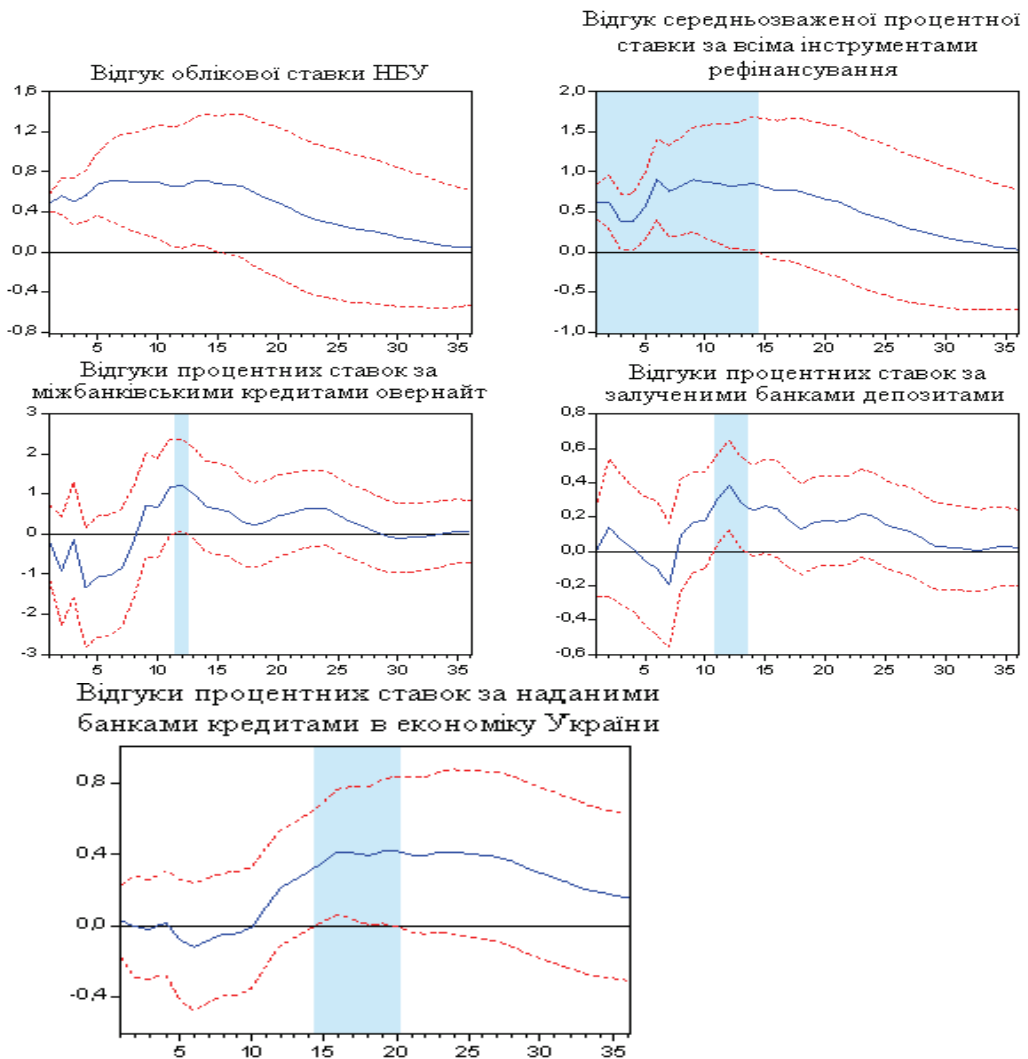 Відгук облікової ставки НБУ
1,6
1,2
0,8
0,4
0,0
-0,4
-0,8
5 10 15 20 25 30 35
Відгук середньозваженої процентної
ставки за всіма інструментами
рефінансування
2,0
1,5
1,0
0,5
0,0
-0,5
-1,0
5 10 15 20 25 30 35
Відгуки процентних ставок за
міжбанківськими кредитами овернайт
3
2
1
0
-1
-2
-3
5 10 15 20 25 30 35
Відгуки процентних ставок за
залученими банками депозитами
0,8
0,6
0,4
0,2
0,0
-0,2
-0,4
-0,6
5 10 15 20 25 30 35
Відгуки процентних ставок за наданими
банками кредитами в економіку України
0,8
0,4
0,0
-0,4
5 10 15 20 25 30 35